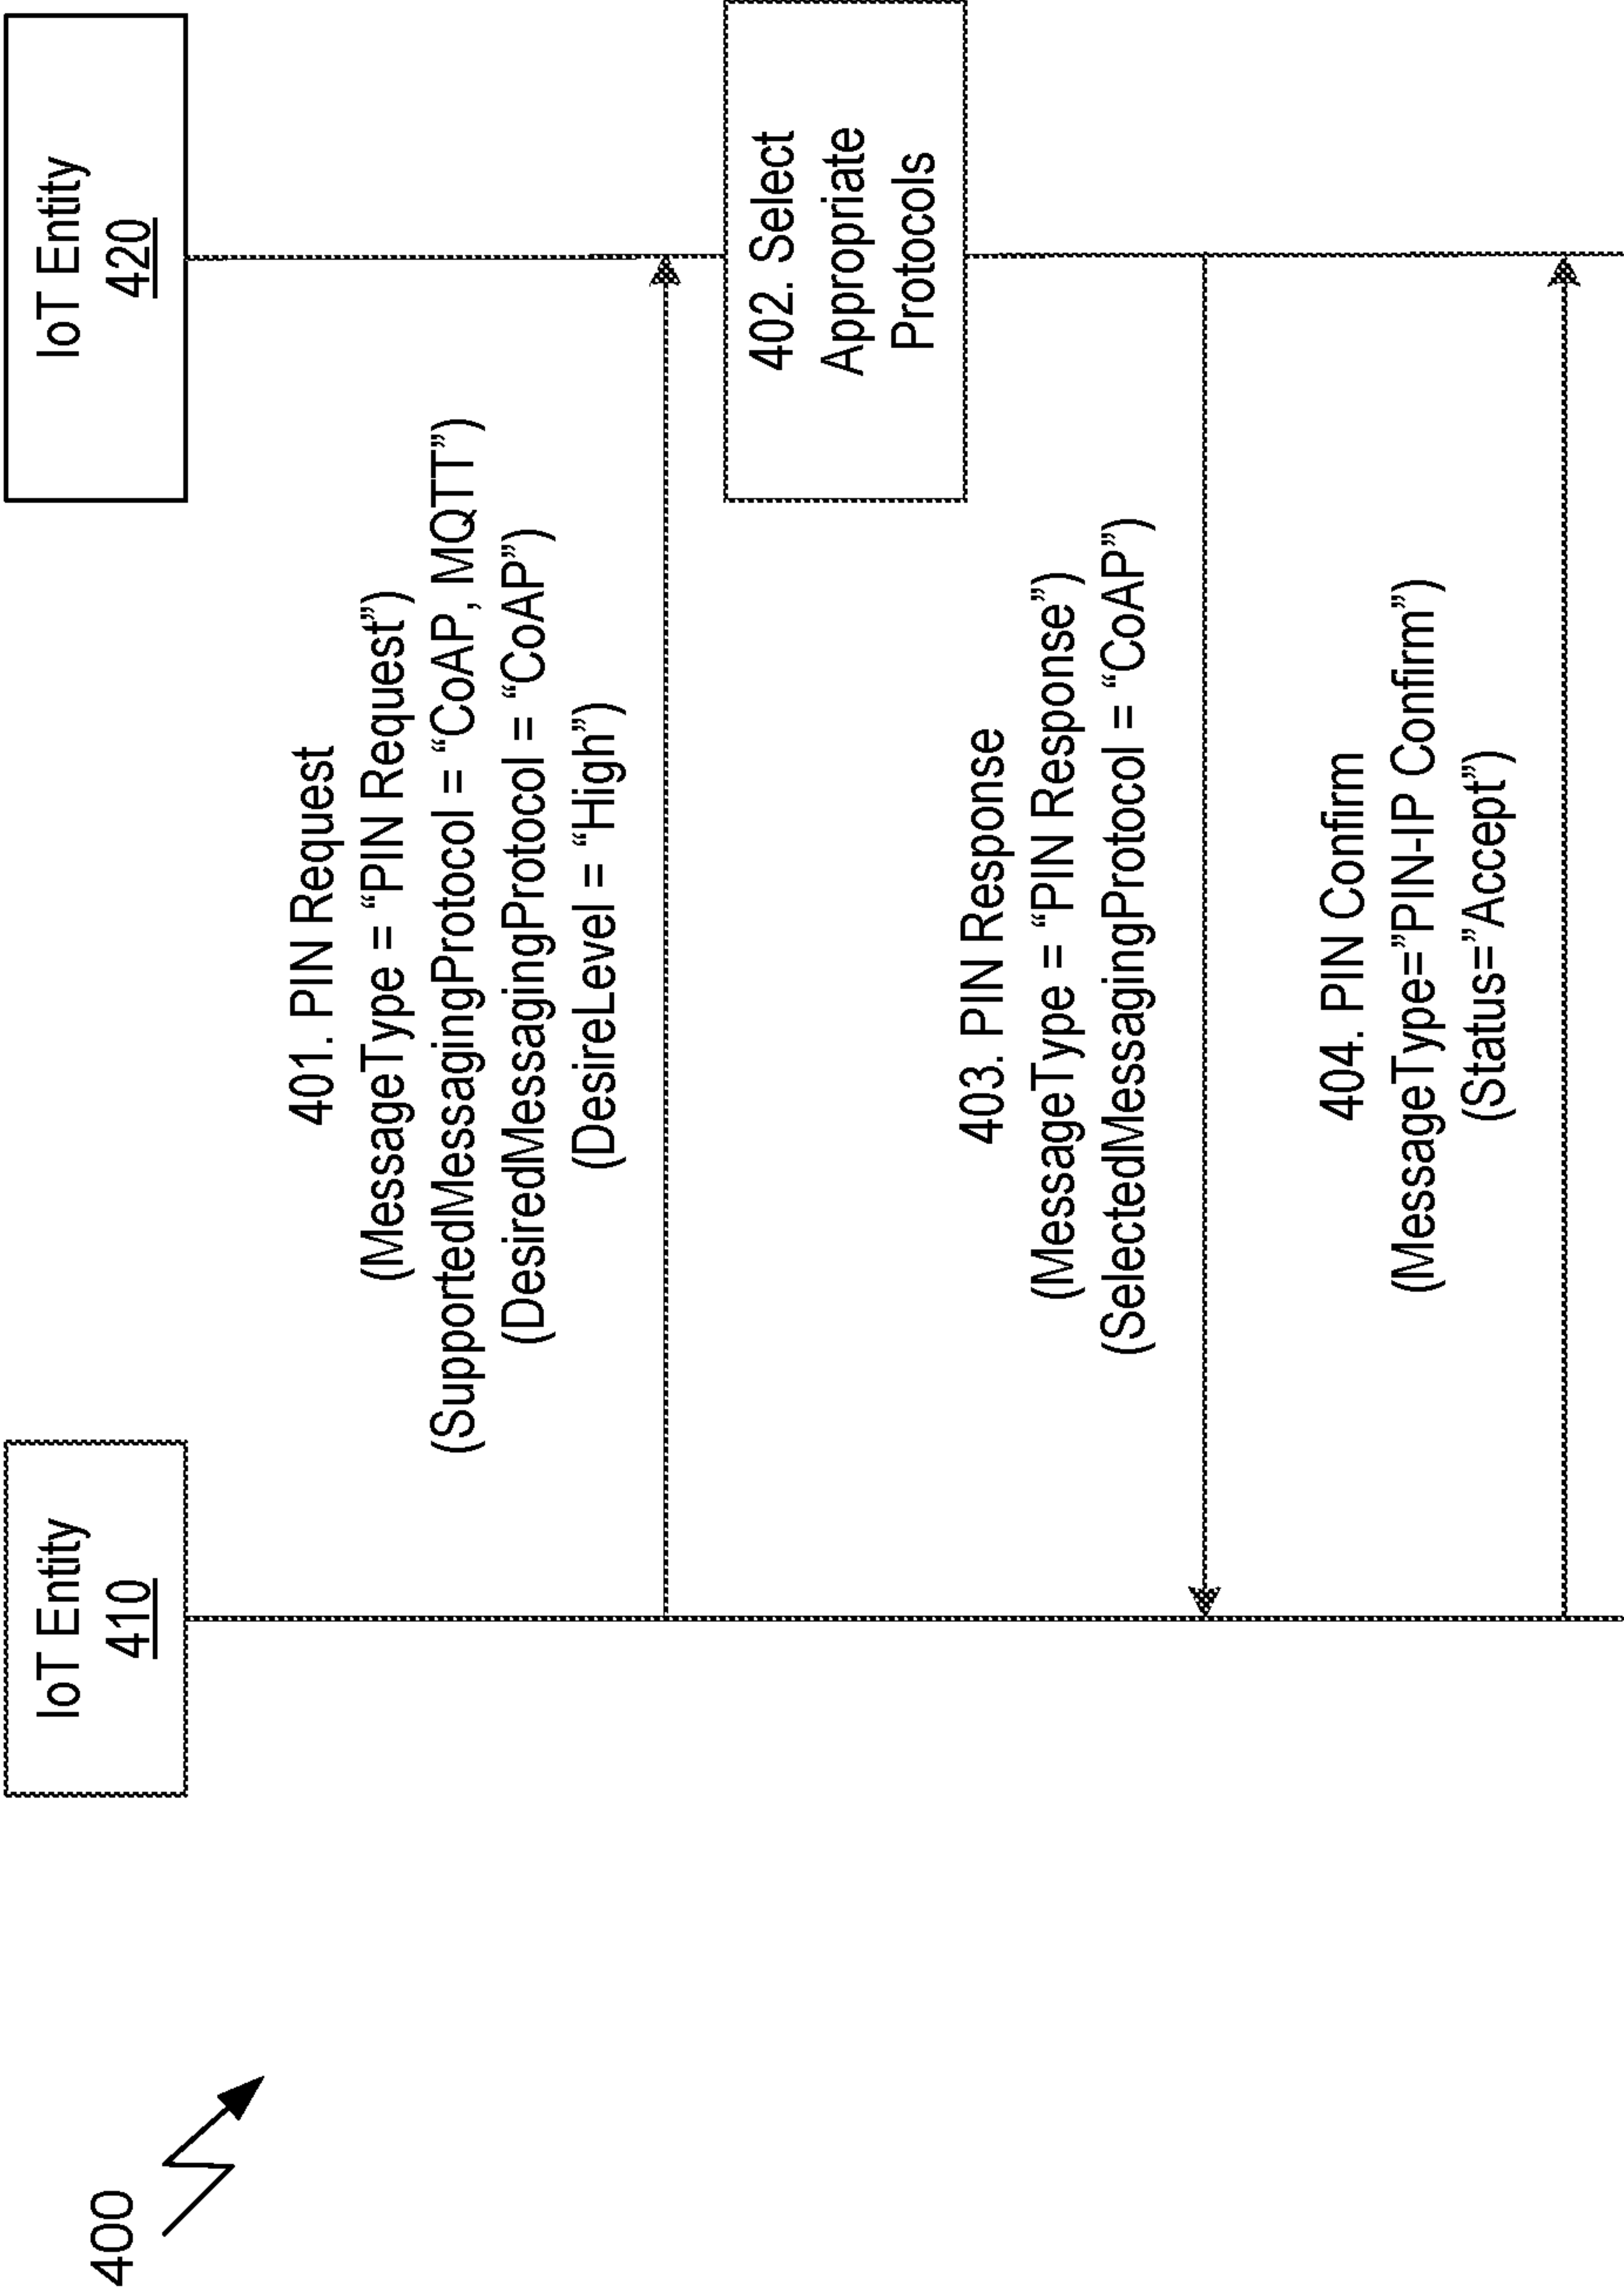 400
IoT Entity
410
IoT Entity
420
401. PIN Request
(MessageType = “PIN Request”)
(SupportedMessagingProtocol = “CoAP, MQTT”)
(DesiredMessagingProtocol = “CoAP”)
(DesireLevel = “High”)
402. Select
Appropriate
Protocols
403. PIN Response
(MessageType = “PIN Response”)
(SelectedMessagingProtocol = “CoAP”)
404. PIN Confirm
(MessageType=”PIN-IP Confirm”)
(Status=”Accept”)